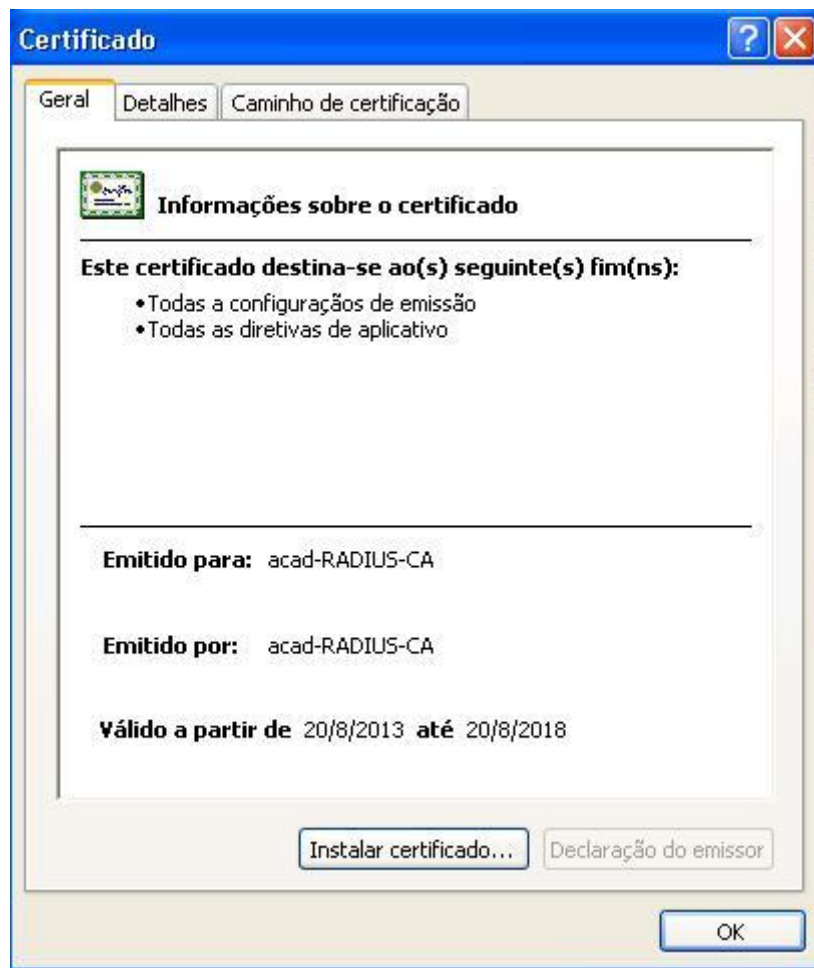 Certificado
Geral Detalhes Caminho de certificação
Informações sobre o certificado
Este certificado destina-se ao(s) seguinte(s) fim(ns):
•Todas a configuraçãos de emissão
•Todas as diretivas de aplicativo
Emitido para: acad-RADIUS-CA
Emitido por: acad-RADIUS-CA
Válido a partir de 20/8/2013 até 20/8/2018
Instalar certificado... Declaração do emissor
OK